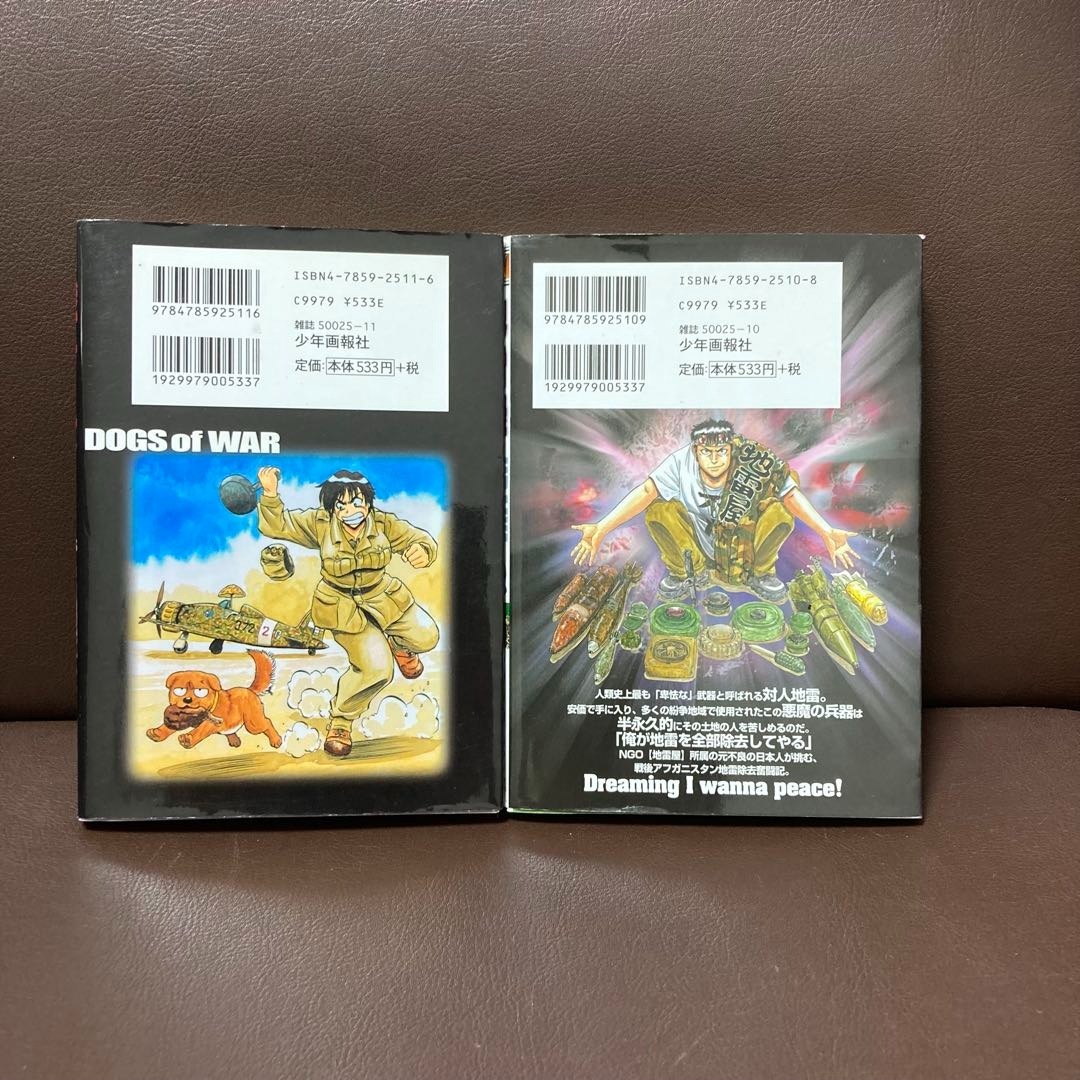 ISBN4-7859-2511-6
C9979 ¥533E
9784785925116
雑誌 50025-11
少年画報社
定価:本体533円+税
1929979005337
DOGS of WAR
2
ISBN4-7859-2510-8
C9979 ¥533E
9784785925109
雑誌 50025-10
少年画報社
定価:本体533円+税
1929979005337
地雷
人類史上最も「卑怯な」武器と呼ばれる対人地雷。
安価で手に入り、多くの紛争地域で使用されたこの悪魔の兵器は
半永久的にその土地の人を苦しめるのだ。
「俺が地雷を全部除去してやる」
NGO【地雷屋】所属の元不良の日本人が挑む、
戦後アフガニスタン地雷除去奮闘記。
Dreaming I wanna peace!